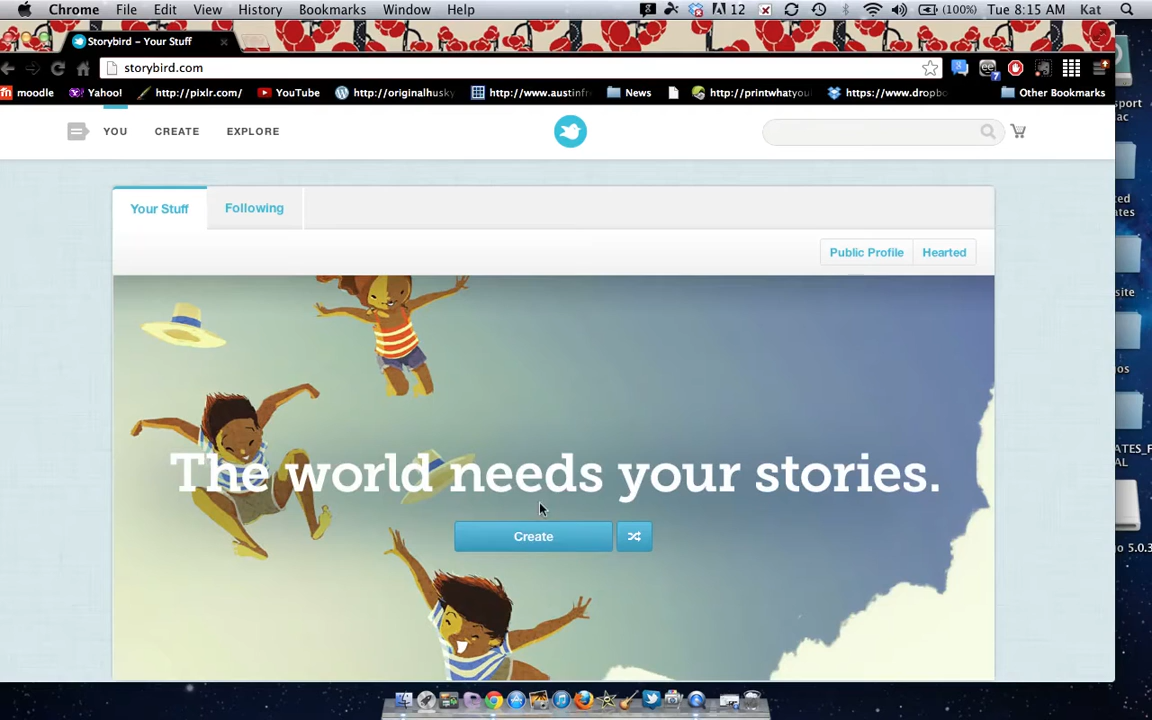 Chrome File Edit View History Bookmarks Window Help 12 (100%) Tue 8:15 AM Kat
Storybird – Your Stuff
storybird.com
moodle Yahoo! http://pixlr.com/ YouTube http://originalhusky http://www.austinfr News http://printwhatyou https://www.dropbo Other Bookmarks
YOU CREATE EXPLORE
Your Stuff Following
Public Profile Hearted
The world needs your stories.
Create